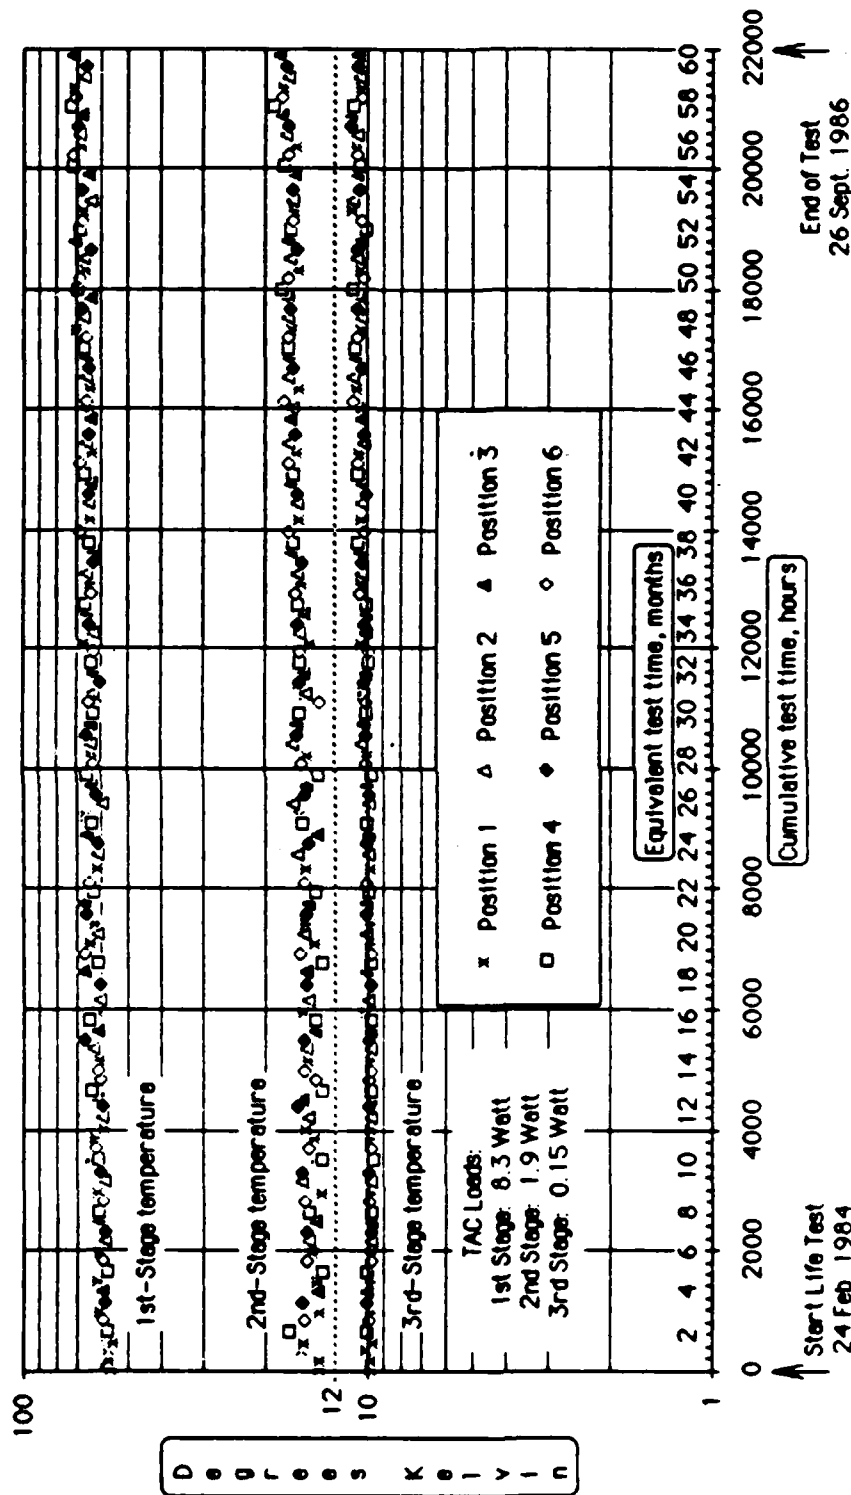 Degrees Kelvin
100
12
10
1
1st-Stage temperature
2nd-Stage temperature
3rd-Stage temperature
TAC Loads:
1st Stage: 8.3 Watt
2nd Stage: 1.9 Watt
3rd Stage: 0.15 Watt
Position 1 Position 2 Position 3
Position 4 Position 5 Position 6
Equivalent test time, months
2 4 6 8 10 12 14 16 18 20 22 24 26 28 30 32 34 36 38 40 42 44 46 48 50 52 54 56 58 60
0 2000 4000 6000 8000 10000 12000 14000 16000 18000 20000 22000
Cumulative test time, hours
Start Life Test
24 Feb 1984
End of Test
26 Sept. 1986